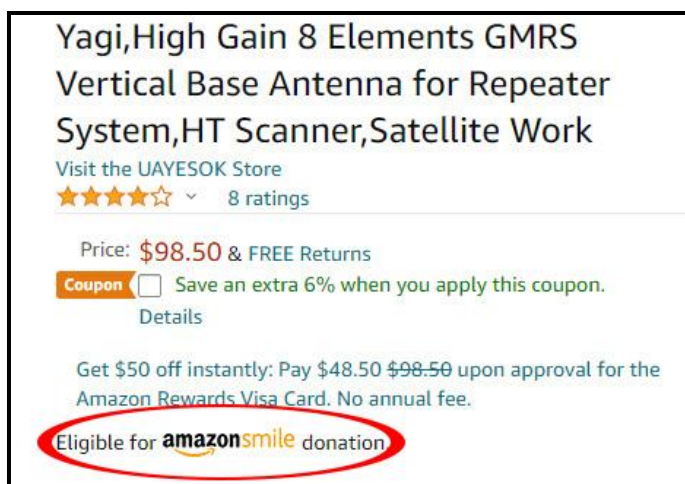 Yagi,High Gain 8 Elements GMRS
Vertical Base Antenna for Repeater
System,HT Scanner,Satellite Work
Visit the UAYESOK Store
8 ratings
Price: $98.50 & FREE Returns
Coupon Save an extra 6% when you apply this coupon.
Details
Get $50 off instantly: Pay $48.50 $98.50 upon approval for the
Amazon Rewards Visa Card. No annual fee.
Eligible for amazonsmile donation.